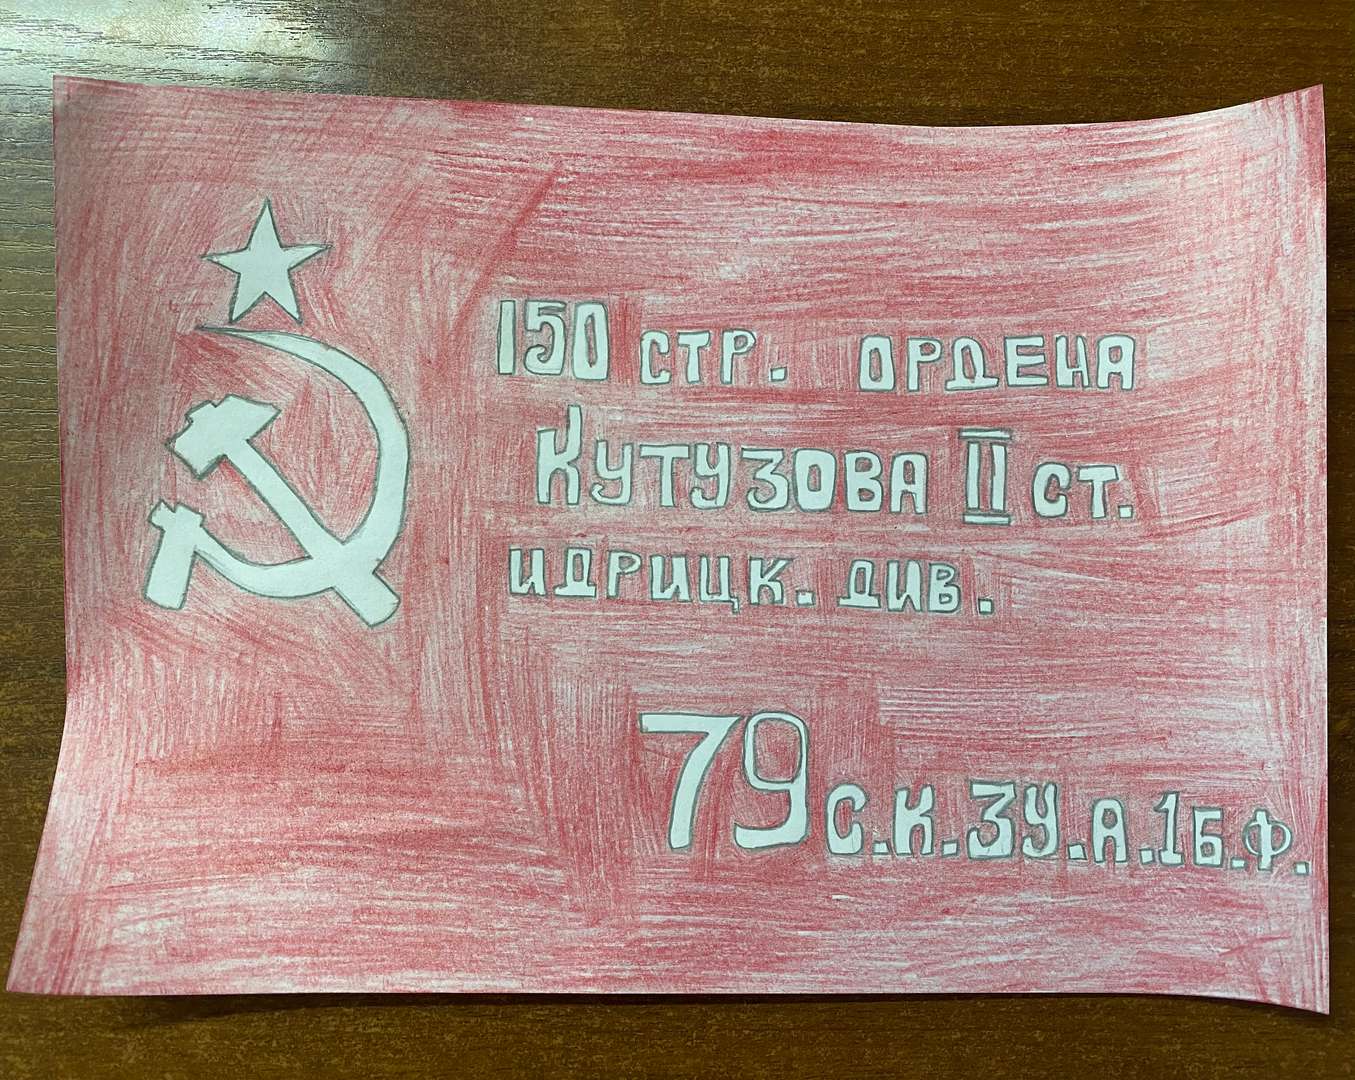 150 стр. ордена
Кутузова II ст.
идрицк. див.
79 с.к. 3У.А. 1Б.Ф.